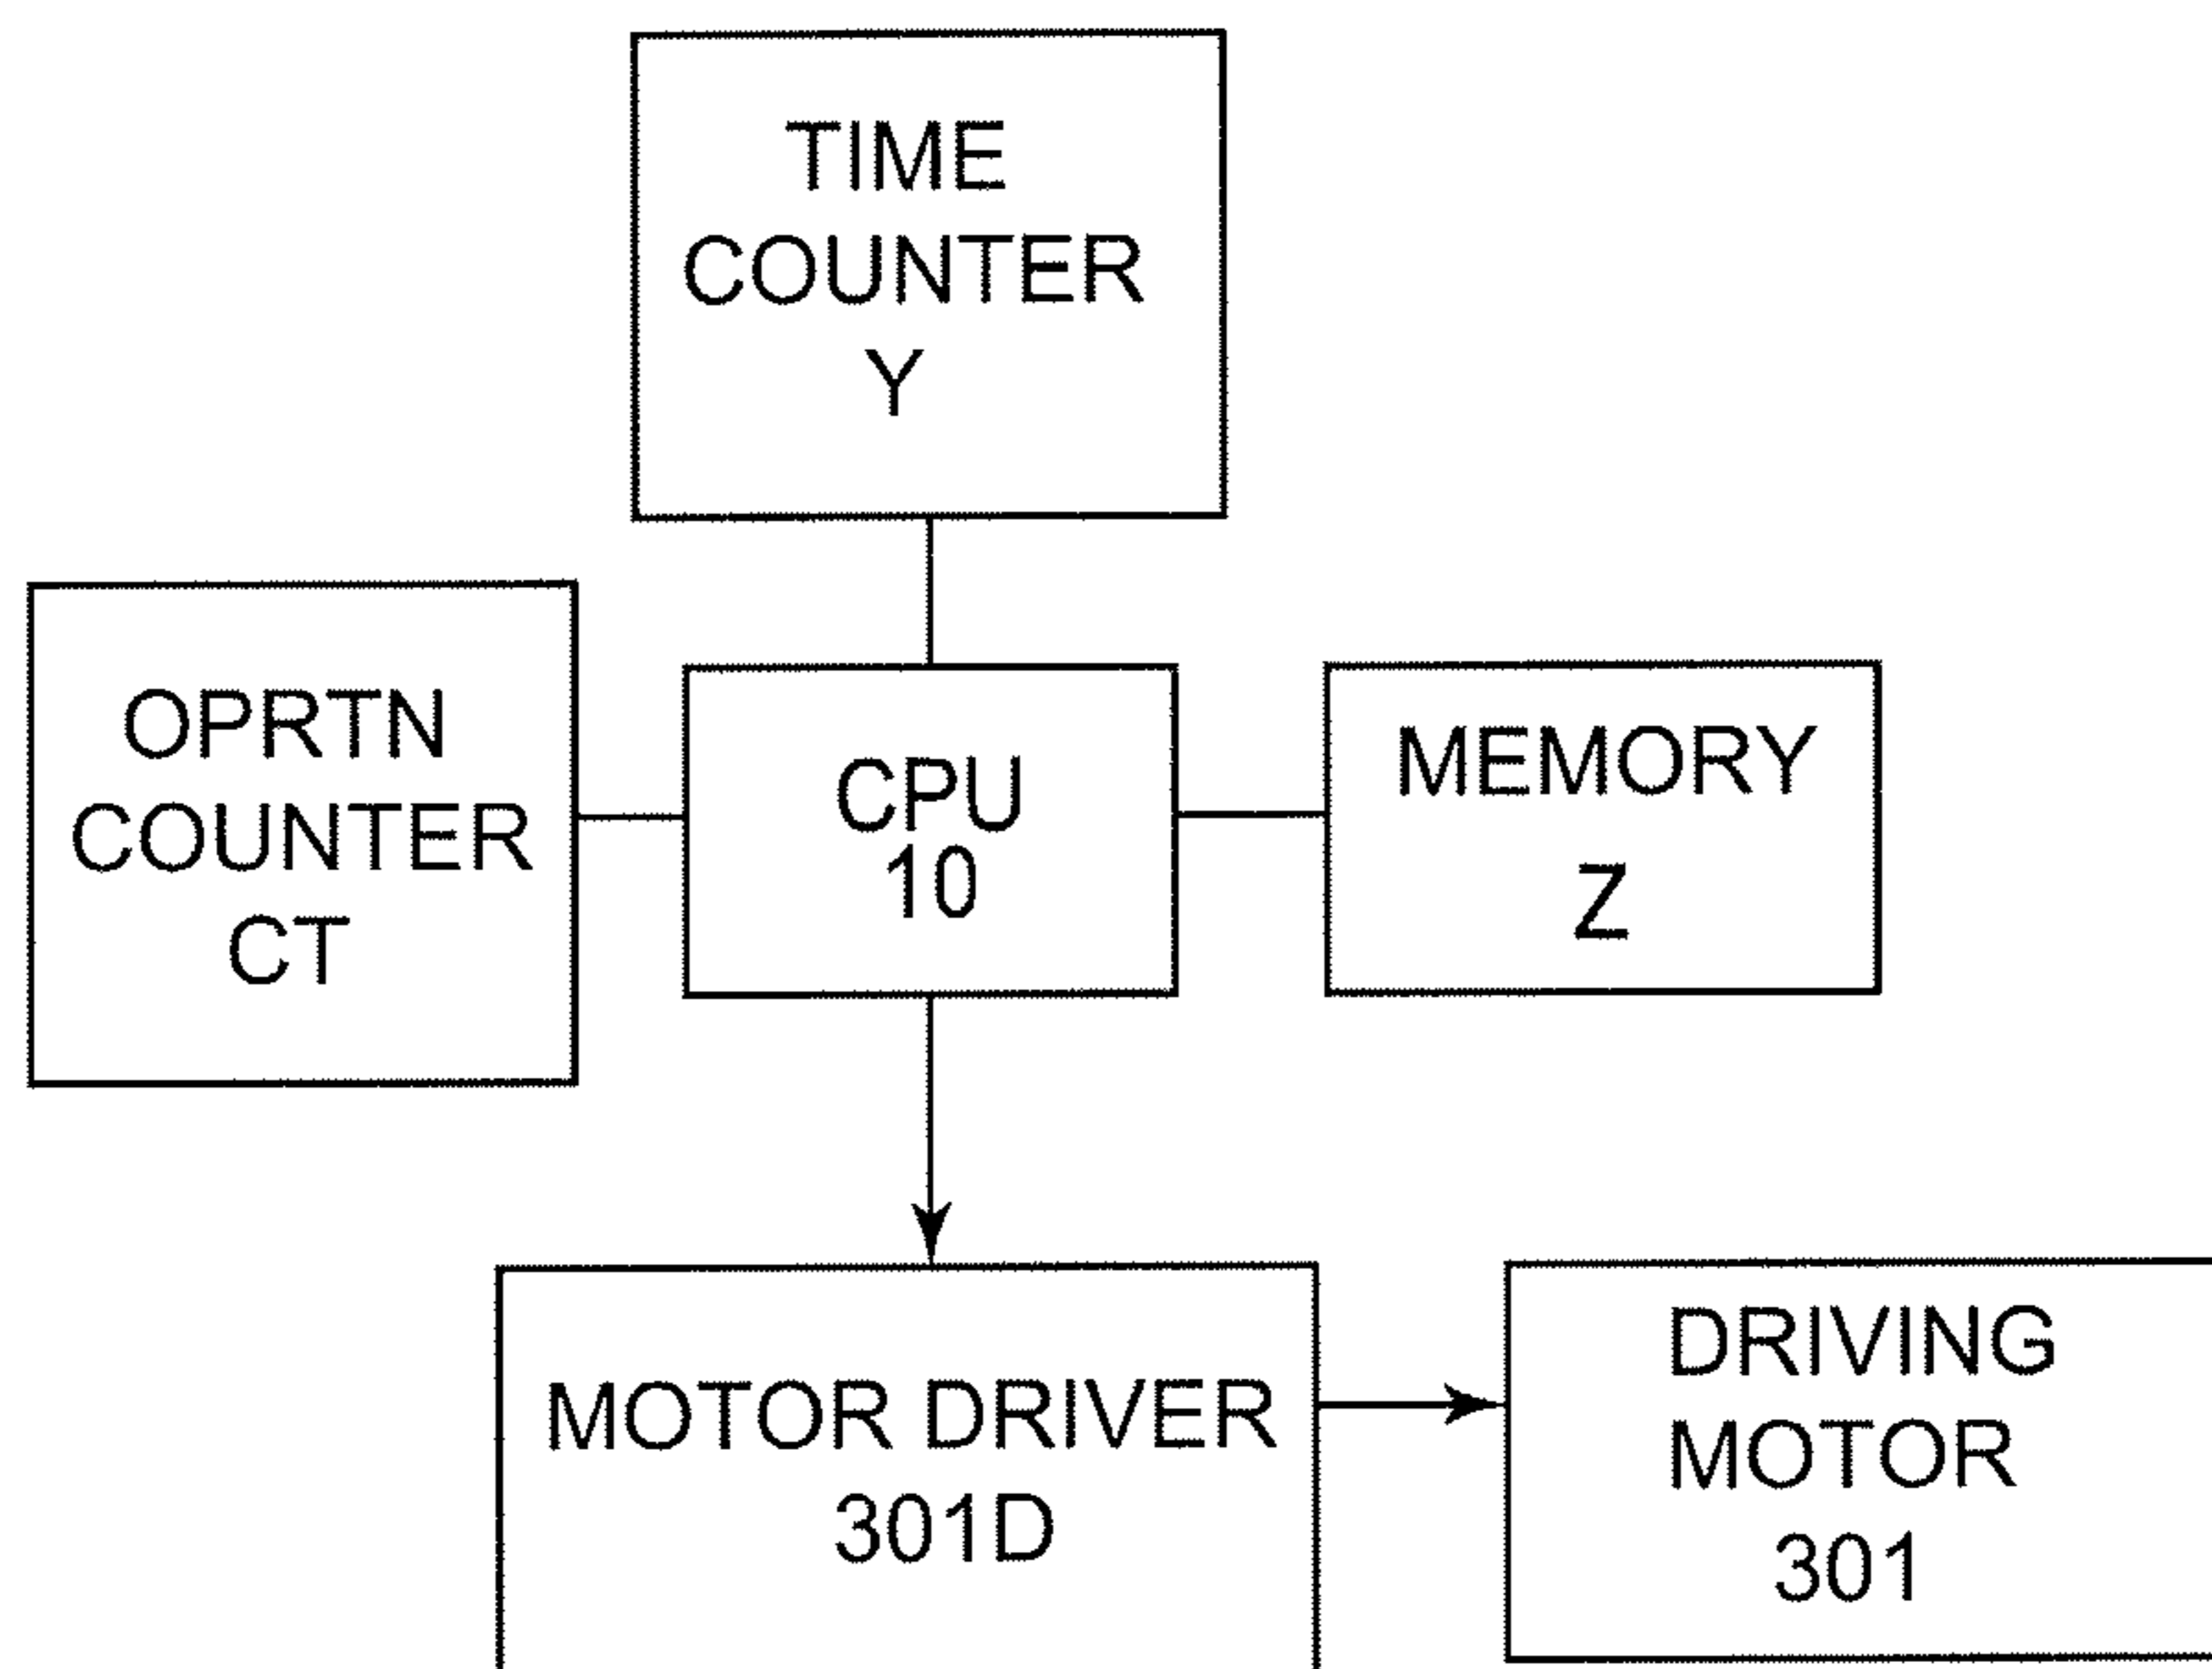 TIME
COUNTER
Y
OPRTN
COUNTER
CT
CPU
10
MEMORY
Z
MOTOR DRIVER
301D
DRIVING
MOTOR
301